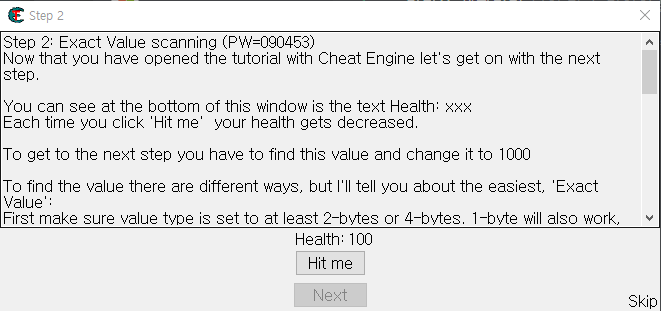 Step 2
Step 2: Exact Value scanning (PW=090453)
Now that you have opened the tutorial with Cheat Engine let's get on with the next
step.
You can see at the bottom of this window is the text Health: xxx
Each time you click 'Hit me'  your health gets decreased.
To get to the next step you have to find this value and change it to 1000
To find the value there are different ways, but I'll tell you about the easiest, 'Exact
Value':
First make sure value type is set to at least 2-bytes or 4-bytes. 1-byte will also work,
Health: 100
Hit me
Next
Skip